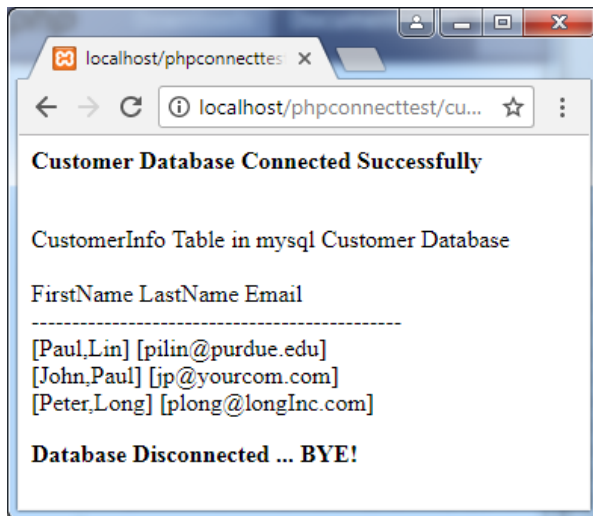 localhost/phpconnecttes
localhost/phpconnecttest/cu...
Customer Database Connected Successfully
CustomerInfo Table in mysql Customer Database
FirstName LastName Email
----------------------------------------------
[Paul,Lin] [pilin@purdue.edu]
[John,Paul] [jp@yourcom.com]
[Peter,Long] [plong@longInc.com]
Database Disconnected ... BYE!